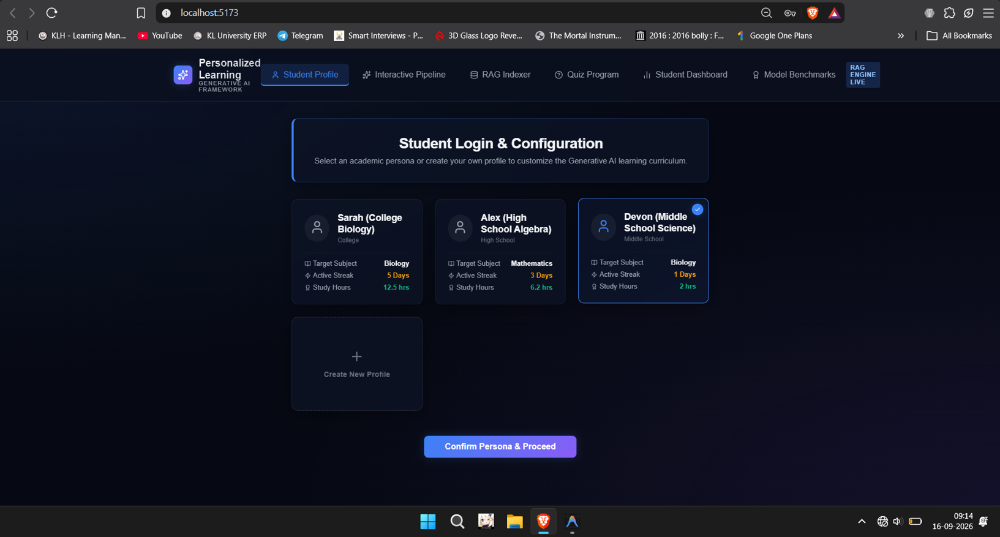 localhost:5173
KLH - Learning Man...
YouTube
KL University ERP
Telegram
Smart Interviews - P...
3D Glass Logo Reve...
The Mortal Instrum...
2016 : 2016 bolly : F...
Google One Plans
»
All Bookmarks
Personalized
Learning
GENERATIVE AI
FRAMEWORK
Student Profile
Interactive Pipeline
RAG Indexer
Quiz Program
Student Dashboard
Model Benchmarks
RAG
ENGINE
LIVE
Student Login & Configuration
Select an academic persona or create your own profile to customize the Generative AI learning curriculum.
Sarah (College
Biology)
College
Target Subject Biology
Active Streak 5 Days
Study Hours 12.5 hrs
Alex (High
School Algebra)
High School
Target Subject Mathematics
Active Streak 3 Days
Study Hours 6.2 hrs
Devon (Middle
School Science)
Middle School
Target Subject Biology
Active Streak 1 Days
Study Hours 2 hrs
Create New Profile
Confirm Persona & Proceed
09:14
16-09-2026